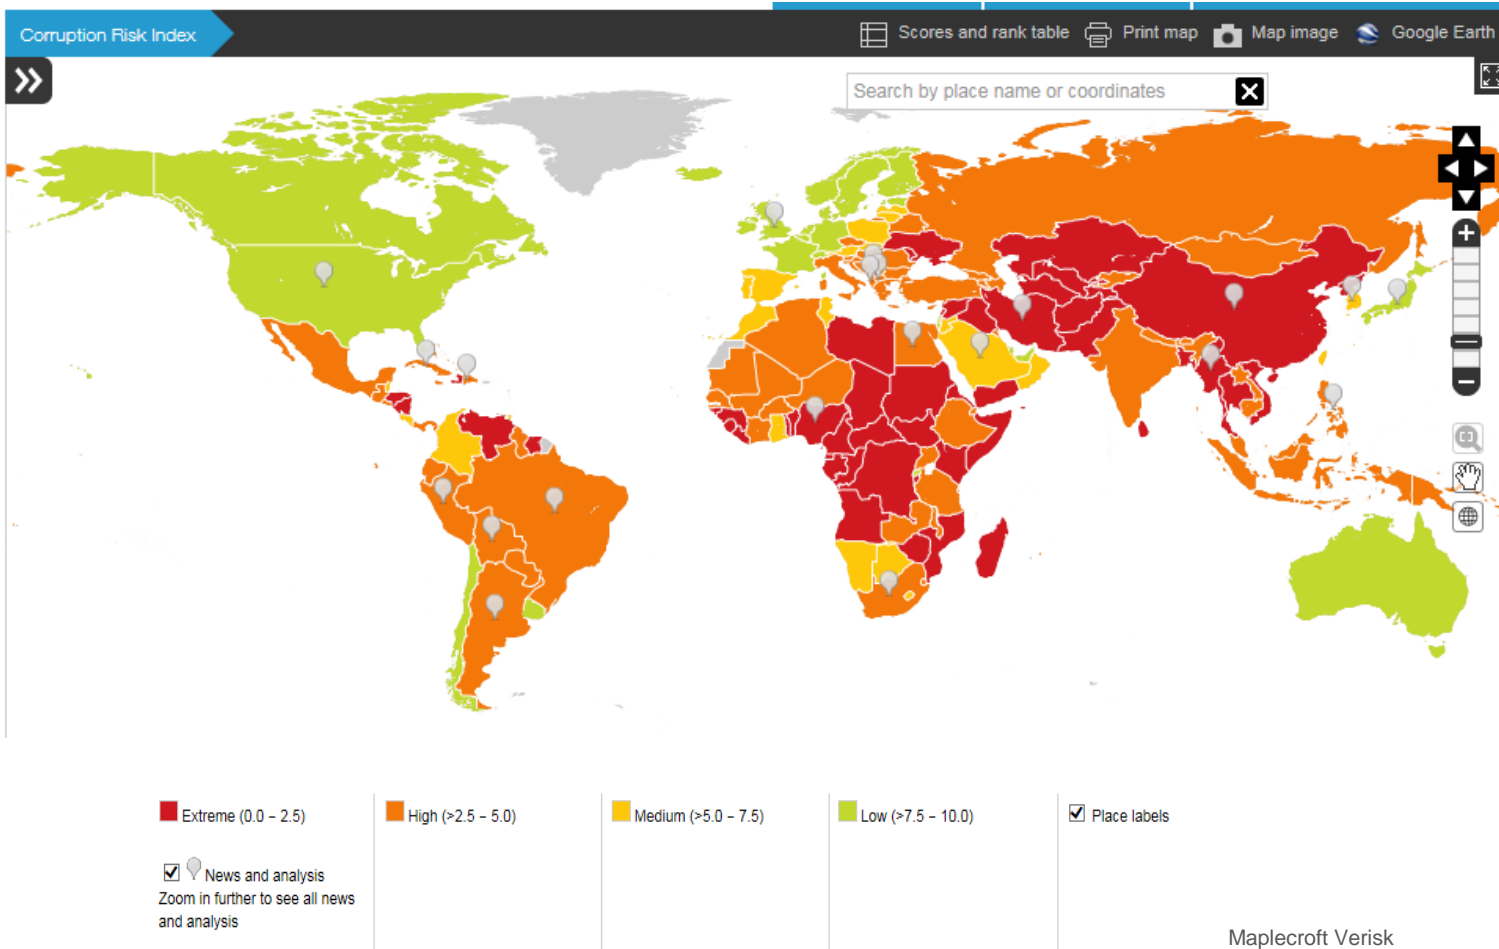 Corruption Risk Index
Scores and rank table
Print map
Map image
Google Earth
Search by place name or coordinates
Extreme (0.0 – 2.5)
High (>2.5 – 5.0)
Medium (>5.0 – 7.5)
Low (>7.5 – 10.0)
Place labels
News and analysis
Zoom in further to see all news
and analysis
Maplecroft Verisk